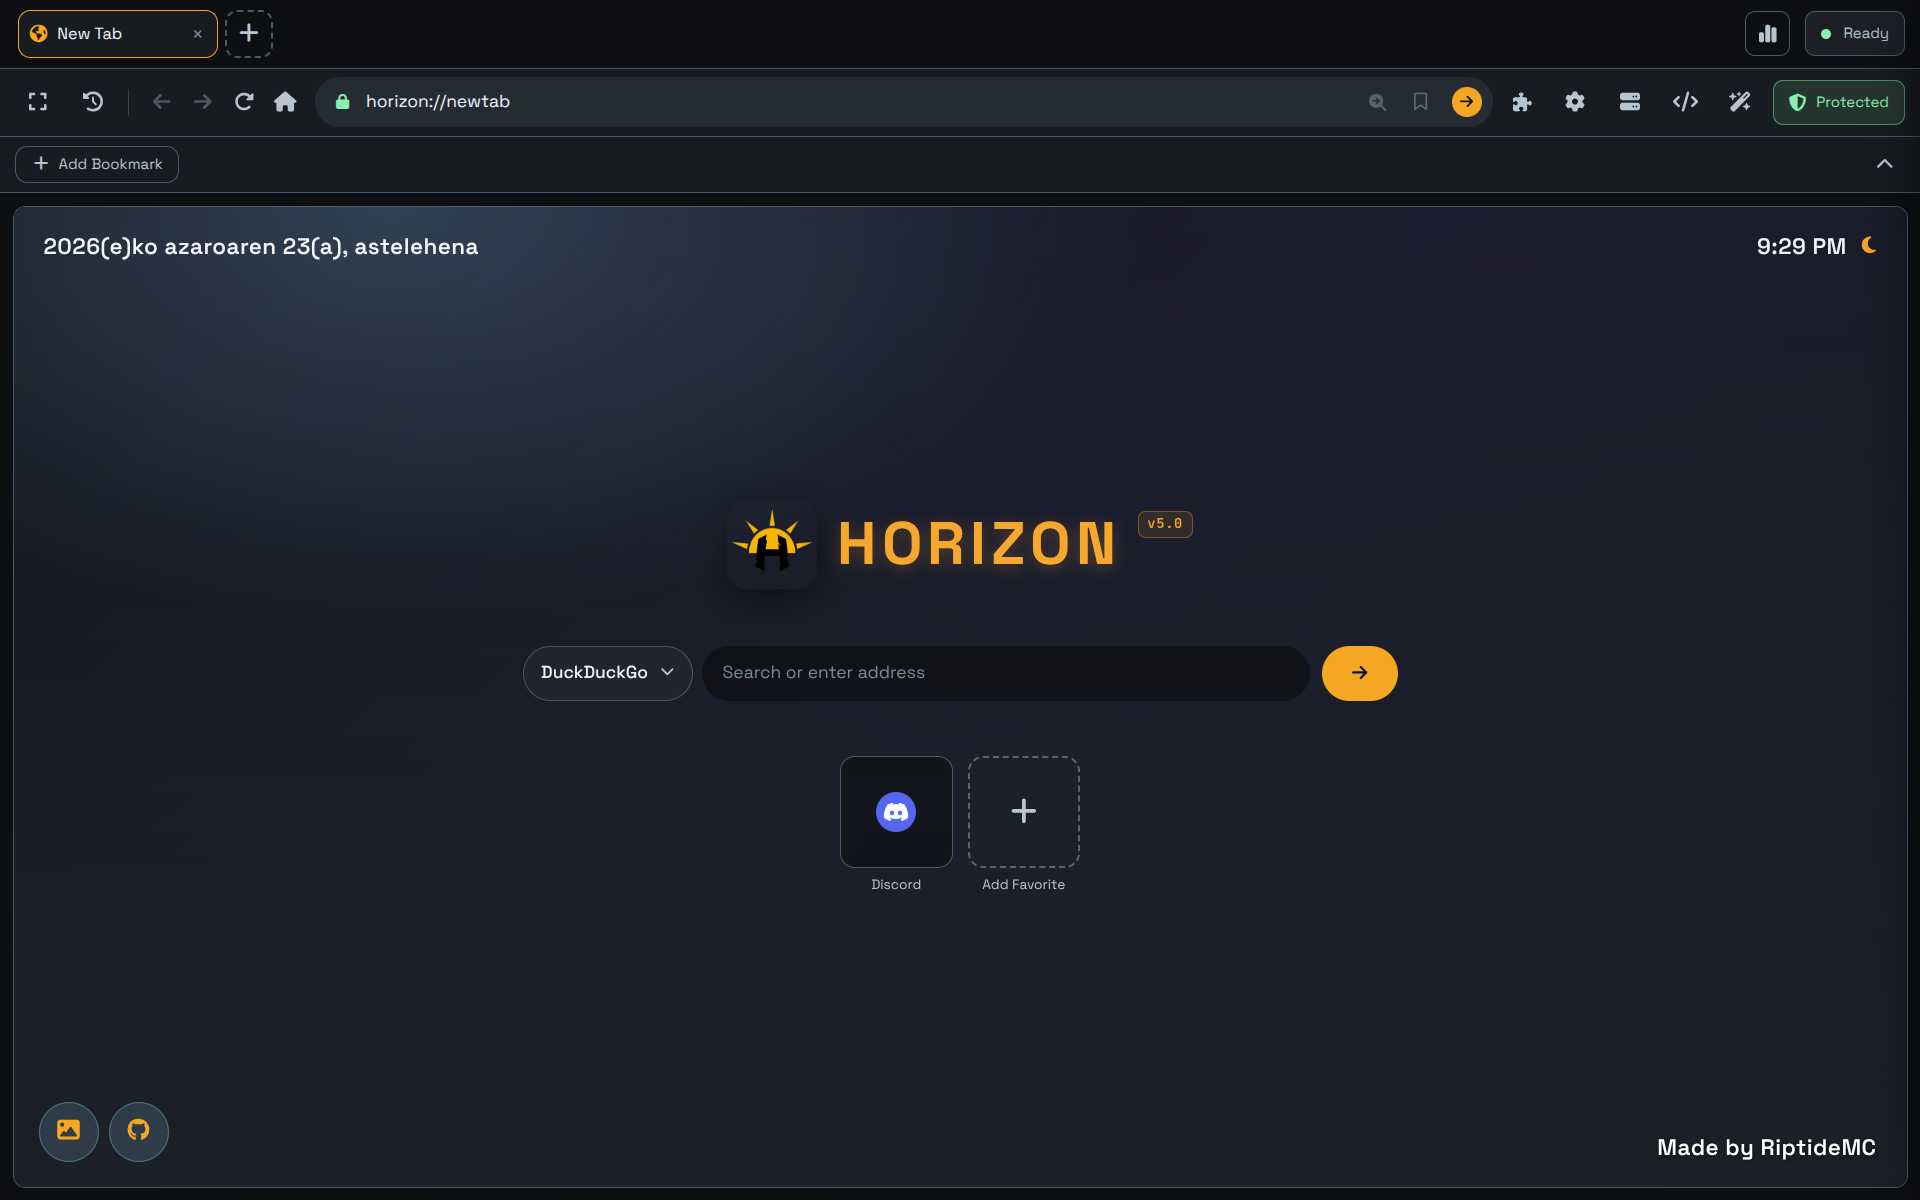 New Tab
Ready
horizon://newtab
Protected
Add Bookmark
2026(e)ko azaroaren 23(a), astelehena
9:29 PM
HORIZON
v5.0
DuckDuckGo
Search or enter address
Discord
Add Favorite
Made by RiptideMC